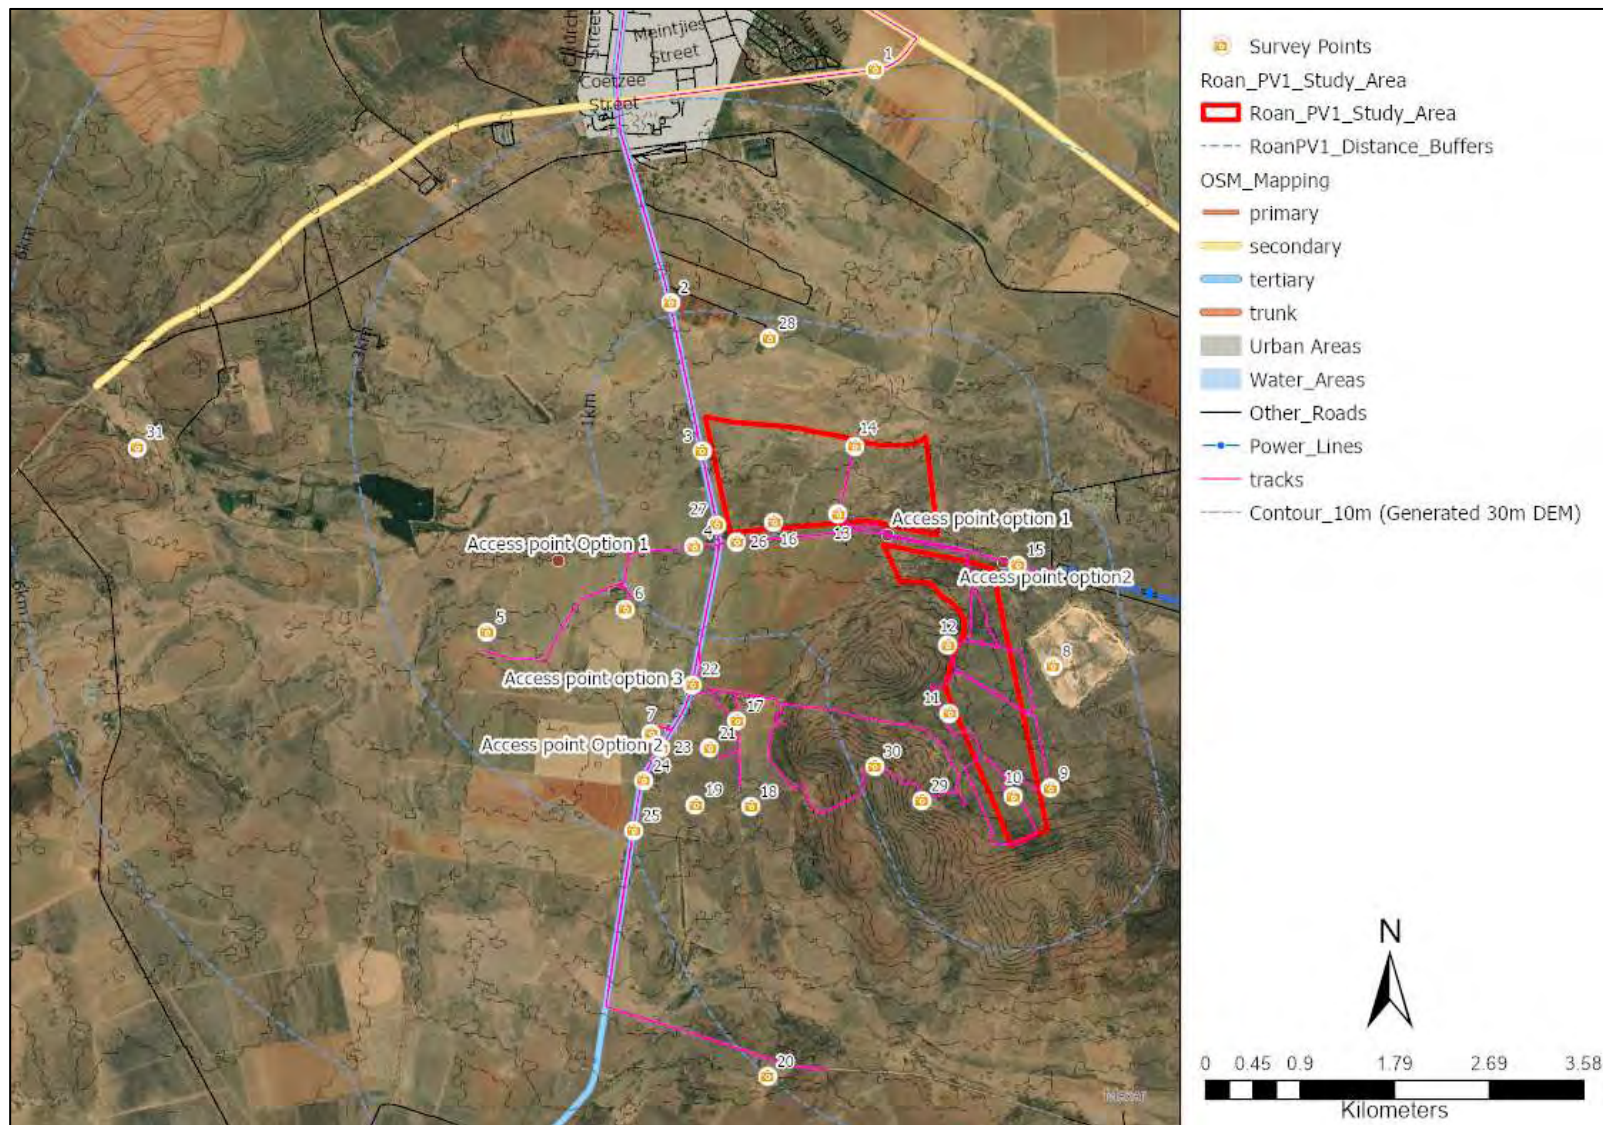 Church
Street
Meintjies
Street
Jan
Coetzee
Street
1
6km
2
28
3km
1km
31
3
14
27
4
26
16
13
Access point option 1
Access point Option 1
15
Access point option2
5
6
12
8
Access point option 3
22
11
7
17
Access point Option 2
23
21
24
30
10
9
29
19
18
25
6km
20
Maxar
Survey Points
Roan_PV1_Study_Area
Roan_PV1_Study_Area
RoanPV1_Distance_Buffers
OSM_Mapping
primary
secondary
tertiary
trunk
Urban Areas
Water_Areas
Other_Roads
Power_Lines
tracks
Contour_10m (Generated 30m DEM)
N
0 0.45 0.9 1.79 2.69 3.58
Kilometers